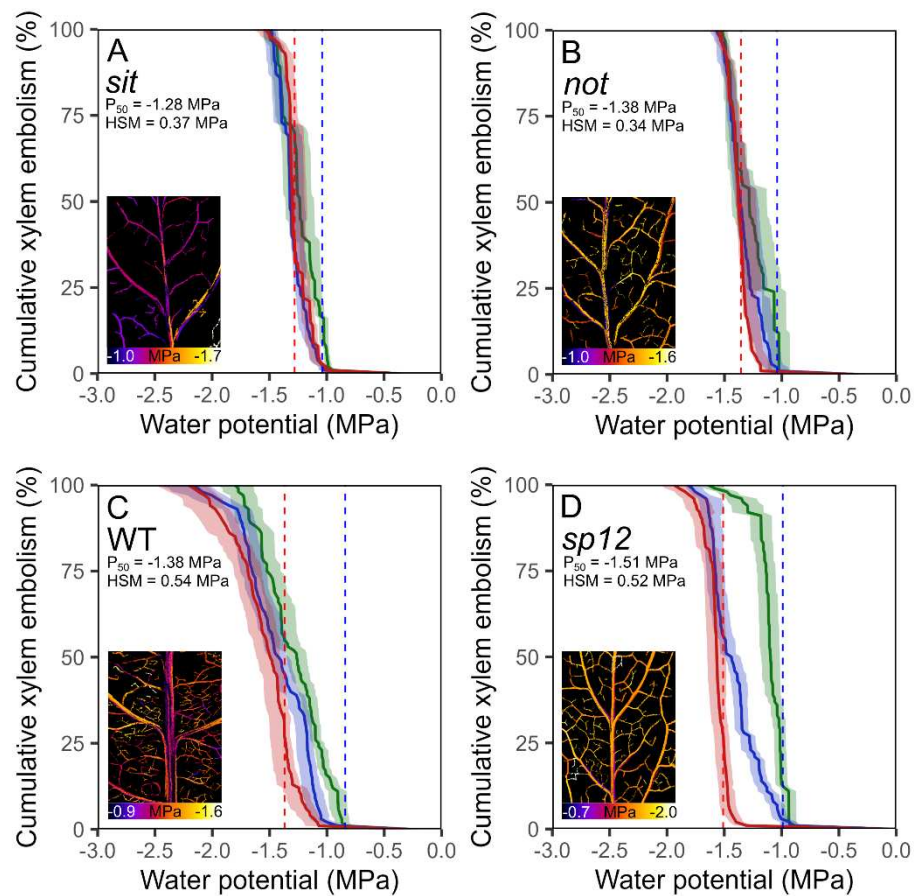 A
sit
P50 = -1.28 MPa
HSM = 0.37 MPa
Cumulative xylem embolism (%)
100
75
50
25
0
-1.0 MPa -1.7
-3.0 -2.5 -2.0 -1.5 -1.0 -0.5 0.0
Water potential (MPa)
B
not
P50 = -1.38 MPa
HSM = 0.34 MPa
Cumulative xylem embolism (%)
100
75
50
25
0
-1.0 MPa -1.6
-3.0 -2.5 -2.0 -1.5 -1.0 -0.5 0.0
Water potential (MPa)
C
WT
P50 = -1.38 MPa
HSM = 0.54 MPa
Cumulative xylem embolism (%)
100
75
50
25
0
-0.9 MPa -1.6
-3.0 -2.5 -2.0 -1.5 -1.0 -0.5 0.0
Water potential (MPa)
D
sp12
P50 = -1.51 MPa
HSM = 0.52 MPa
Cumulative xylem embolism (%)
100
75
50
25
0
-0.7 MPa -2.0
-3.0 -2.5 -2.0 -1.5 -1.0 -0.5 0.0
Water potential (MPa)